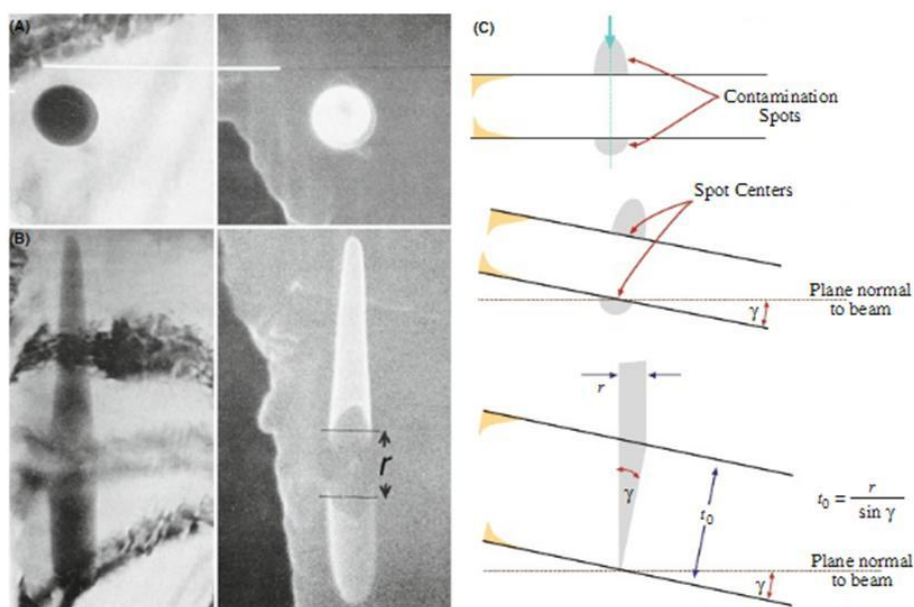 (A)
(B)
r
(C)
Contamination
Spots
Spot Centers
Plane normal
to beam
γ
r
γ
t₀
t₀ = r / sin γ
Plane normal
to beam
γ